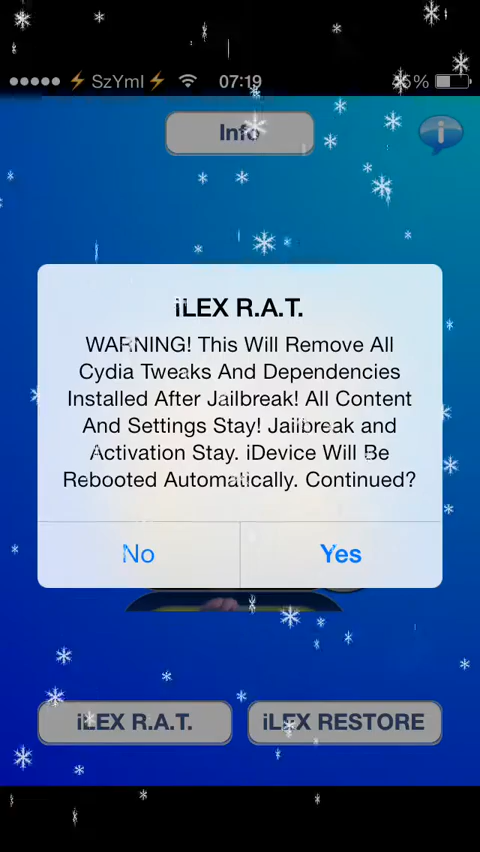 SzYmI 07:19
Info
iLEX R.A.T.
WARNING! This Will Remove All
Cydia Tweaks And Dependencies
Installed After Jailbreak! All Content
And Settings Stay! Jailbreak and
Activation Stay. iDevice Will Be
Rebooted Automatically. Continued?
No Yes
iLEX R.A.T. iLEX RESTORE